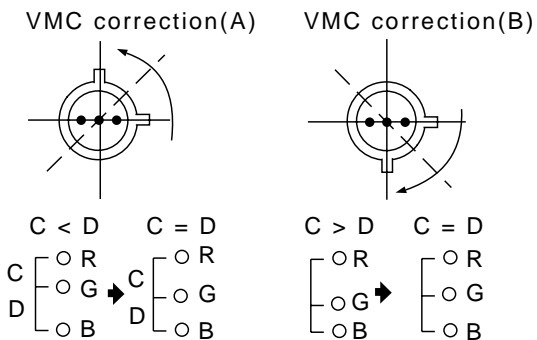 VMC correction(A)
VMC correction(B)
C < D
C = D
C > D
C = D
C
D
R
G
B
C
D
R
G
B
R
G
B
R
G
B